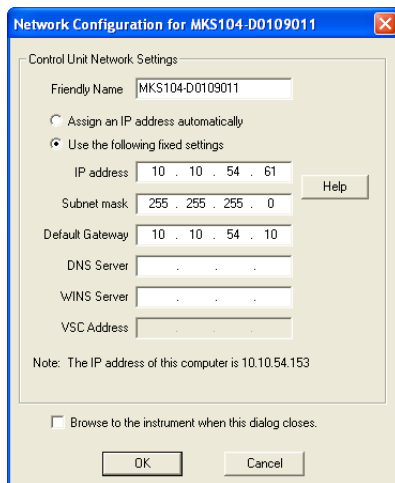 Network Configuration for MKS104-D0109011
Control Unit Network Settings
Friendly Name MKS104-D0109011
Assign an IP address automatically
Use the following fixed settings
IP address 10 . 10 . 54 . 61
Help
Subnet mask 255 . 255 . 255 . 0
Default Gateway 10 . 10 . 54 . 10
DNS Server . . .
WINS Server . . .
VSC Address . . .
Note: The IP address of this computer is 10.10.54.153
Browse to the instrument when this dialog closes.
OK Cancel